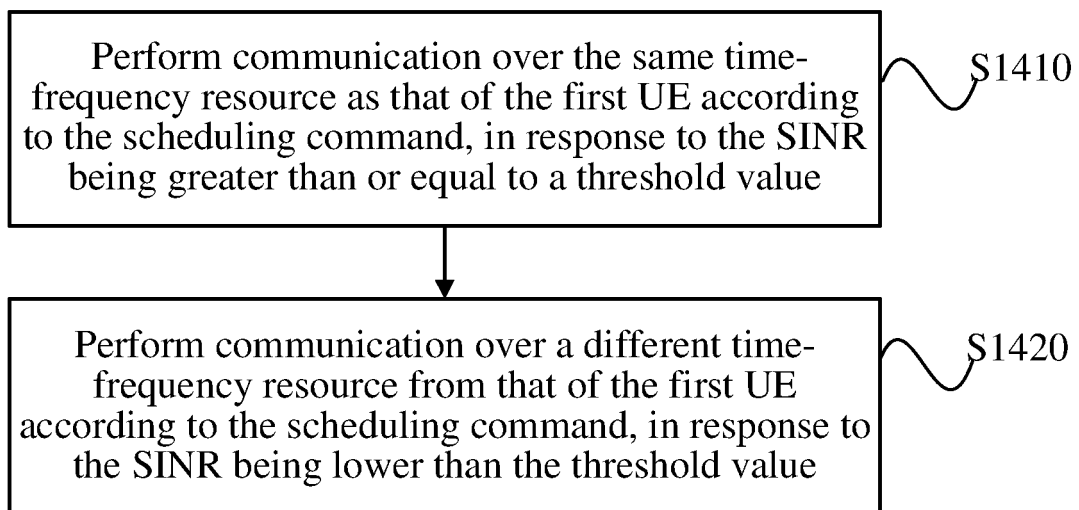 Perform communication over the same time-
frequency resource as that of the first UE according
to the scheduling command, in response to the SINR
being greater than or equal to a threshold value
S1410
Perform communication over a different time-
frequency resource from that of the first UE
according to the scheduling command, in response to
the SINR being lower than the threshold value
S1420